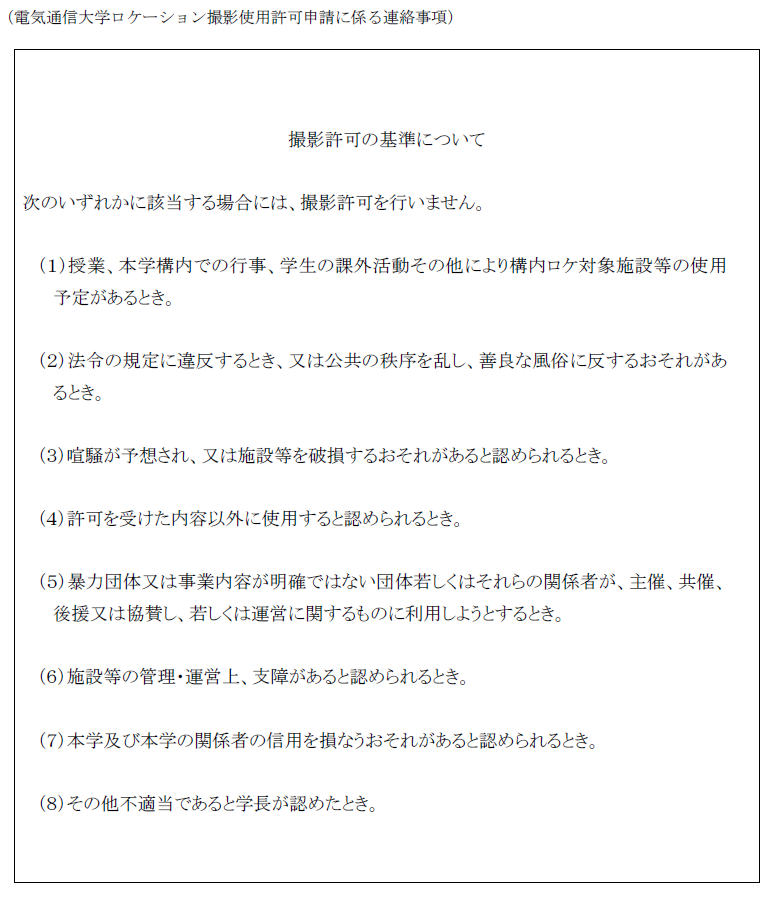 （電気通信大学ロケーション撮影使用許可申請に係る連絡事項）
撮影許可の基準について
次のいずれかに該当する場合には、撮影許可を行いません。
（１）授業、本学構内での行事、学生の課外活動その他により構内ロケ対象施設等の使用
予定があるとき。
（２）法令の規定に違反するとき、又は公共の秩序を乱し、善良な風俗に反するおそれがあ
るとき。
（３）喧騒が予想され、又は施設等を破損するおそれがあると認められるとき。
（４）許可を受けた内容以外に使用すると認められるとき。
（５）暴力団体又は事業内容が明確ではない団体若しくはそれらの関係者が、主催、共催、
後援又は協賛し、若しくは運営に関するものに利用しようとするとき。
（６）施設等の管理・運営上、支障があると認められるとき。
（７）本学及び本学の関係者の信用を損なうおそれがあると認められるとき。
（８）その他不適当であると学長が認めたとき。